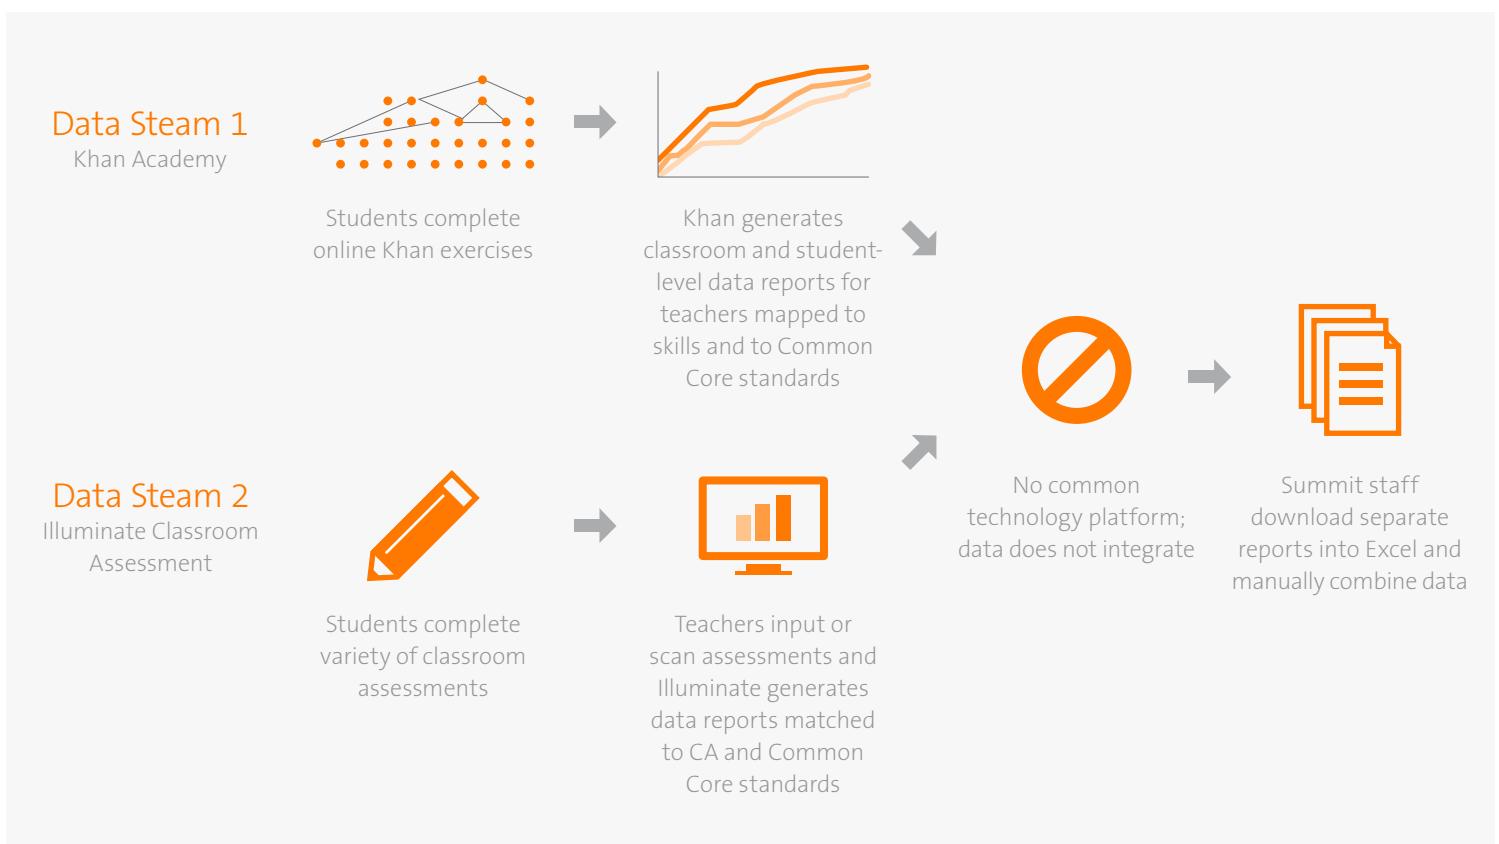 Data Steam 1
Khan Academy
Students complete
online Khan exercises
Khan generates
classroom and student-
level data reports for
teachers mapped to
skills and to Common
Core standards
Data Steam 2
Illuminate Classroom
Assessment
Students complete
variety of classroom
assessments
Teachers input or
scan assessments and
Illuminate generates
data reports matched
to CA and Common
Core standards
No common
technology platform;
data does not integrate
Summit staff
download separate
reports into Excel and
manually combine data